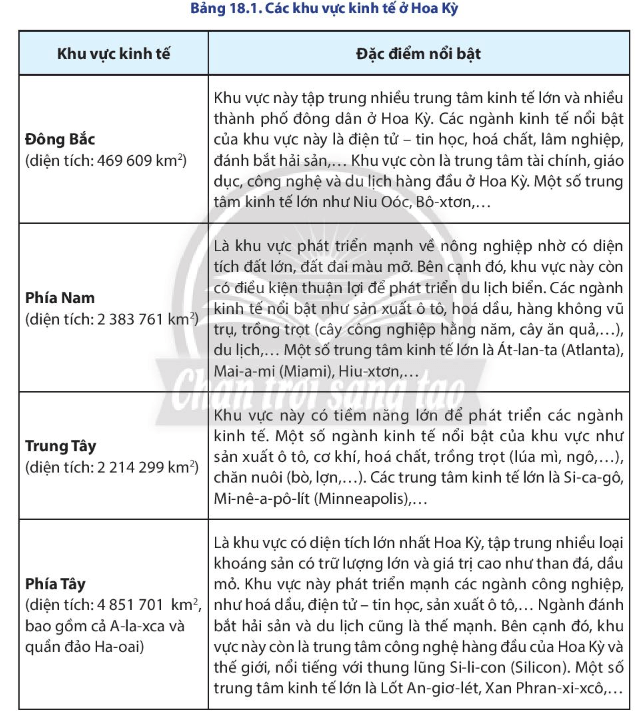 Bảng 18.1. Các khu vực kinh tế ở Hoa Kỳ
Khu vực kinh tế
Đặc điểm nổi bật
Đông Bắc
(diện tích: 469 609 km²)
Khu vực này tập trung nhiều trung tâm kinh tế lớn và nhiều
thành phố đông dân ở Hoa Kỳ. Các ngành kinh tế nổi bật
của khu vực này là điện tử – tin học, hoá chất, lâm nghiệp,
đánh bắt hải sản,… Khu vực còn là trung tâm tài chính, giáo
dục, công nghệ và du lịch hàng đầu ở Hoa Kỳ. Một số trung
tâm kinh tế lớn như Niu Oóc, Bô-xtơn,…
Phía Nam
(diện tích: 2 383 761 km²)
Là khu vực phát triển mạnh về nông nghiệp nhờ có diện
tích đất lớn, đất đai màu mỡ. Bên cạnh đó, khu vực này còn
có điều kiện thuận lợi để phát triển du lịch biển. Các ngành
kinh tế nổi bật như sản xuất ô tô, hoá dầu, hàng không vũ
trụ, trồng trọt (cây công nghiệp hằng năm, cây ăn quả,…),
du lịch,… Một số trung tâm kinh tế lớn là Át-lan-ta (Atlanta),
Mai-a-mi (Miami), Hiu-xtơn,…
Trung Tây
(diện tích: 2 214 299 km²)
Khu vực này có tiềm năng lớn để phát triển các ngành
kinh tế. Một số ngành kinh tế nổi bật của khu vực như
sản xuất ô tô, cơ khí, hoá chất, trồng trọt (lúa mì, ngô,…),
chăn nuôi (bò, lợn,…). Các trung tâm kinh tế lớn là Si-ca-gô,
Mi-nê-a-pô-lít (Minneapolis),…
Phía Tây
(diện tích: 4 851 701 km²,
bao gồm cả A-la-xca và
quần đảo Ha-oai)
Là khu vực có diện tích lớn nhất Hoa Kỳ, tập trung nhiều loại
khoáng sản có trữ lượng lớn và giá trị cao như than đá, dầu
mỏ. Khu vực này phát triển mạnh các ngành công nghiệp,
như hoá dầu, điện tử – tin học, sản xuất ô tô,… Ngành đánh
bắt hải sản và du lịch cũng là thế mạnh. Bên cạnh đó, khu
vực này còn là trung tâm công nghệ hàng đầu của Hoa Kỳ và
thế giới, nổi tiếng với thung lũng Si-li-con (Silicon). Một số
trung tâm kinh tế lớn là Lốt An-giơ-lét, Xan Phran-xi-xcô,…
Chân trời sáng tạo